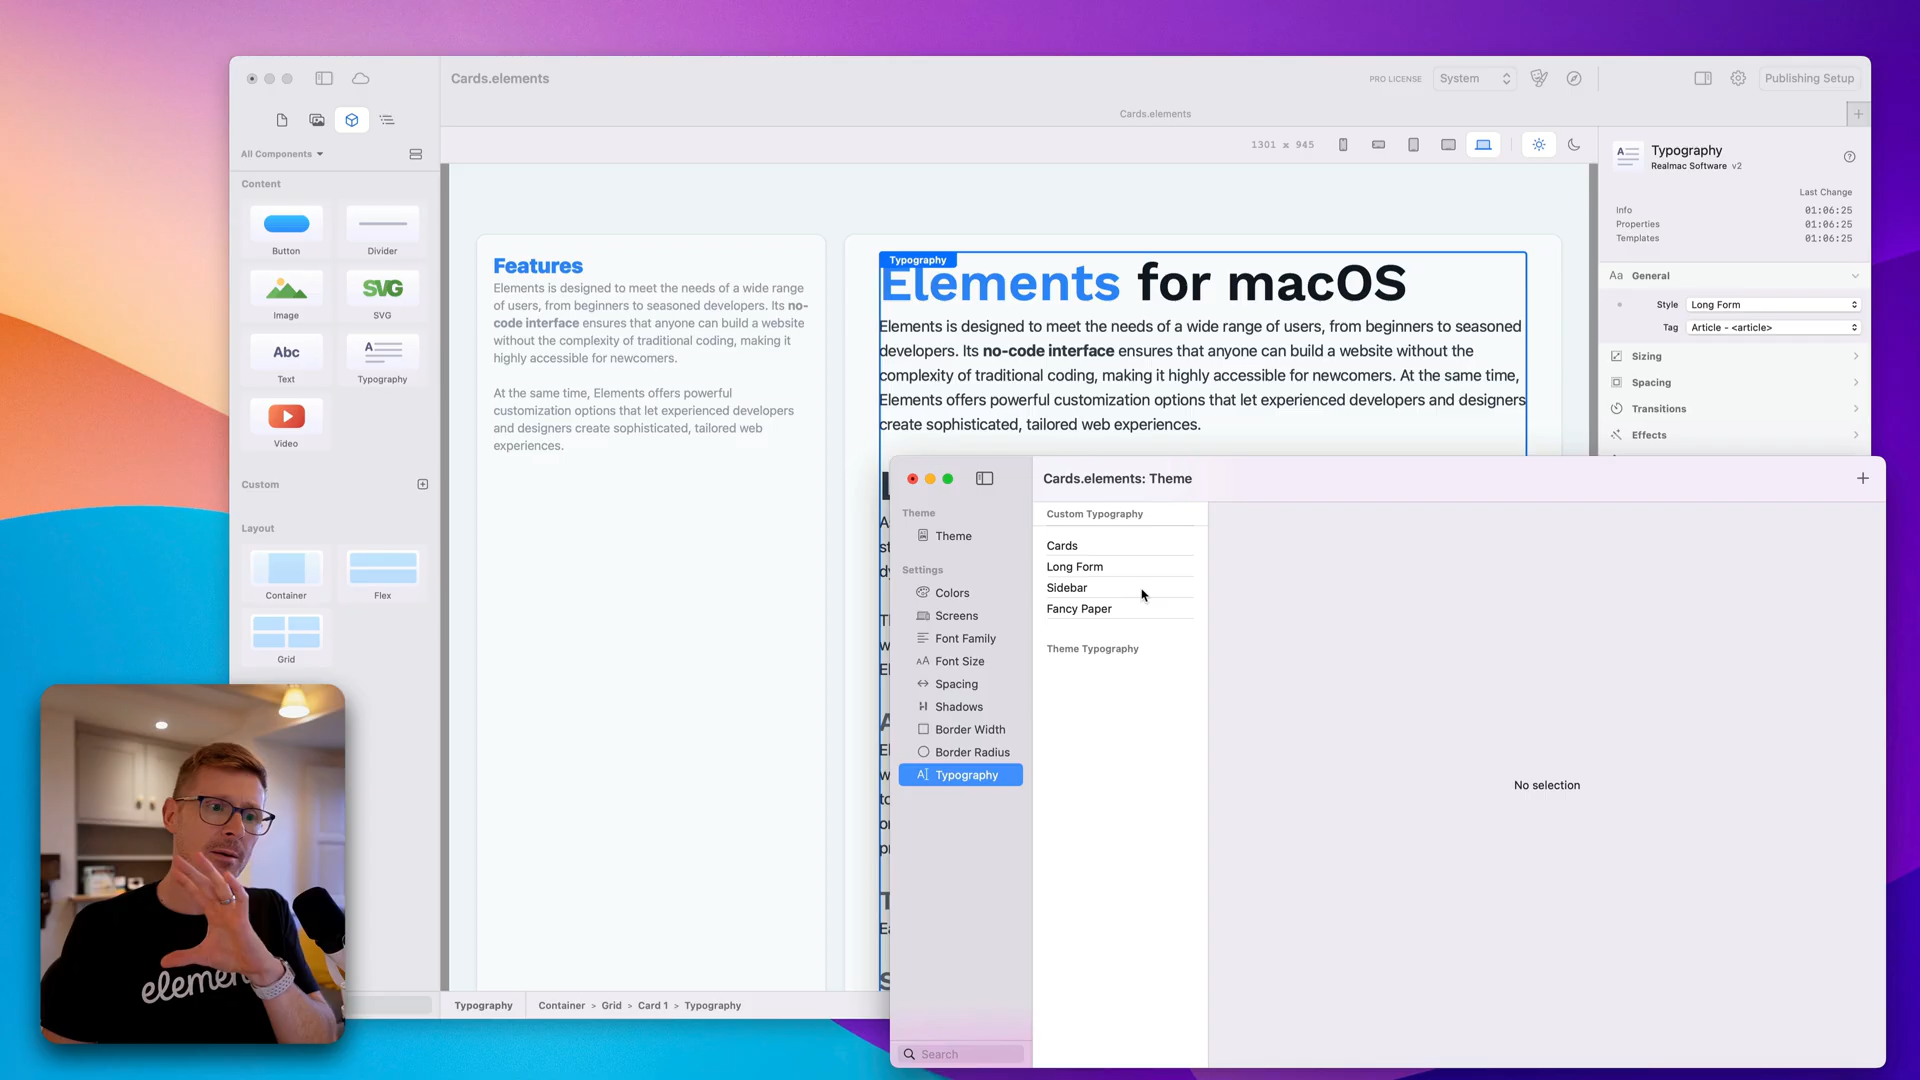 Cards.elements
PRO LICENSE
System
Publishing Setup
Cards.elements
All Components
1301 x 945
Content
Button
Divider
Image
SVG
SVG
Abc
Text
A
Typography
Video
Custom
Layout
Container
Flex
Grid
Features
Elements is designed to meet the needs of a wide range
of users, from beginners to seasoned developers. Its no-
code interface ensures that anyone can build a website
without the complexity of traditional coding, making it
highly accessible for newcomers.
At the same time, Elements offers powerful
customization options that let experienced developers
and designers create sophisticated, tailored web
experiences.
Typography
Elements for macOS
Elements is designed to meet the needs of a wide range of users, from beginners to seasoned
developers. Its no-code interface ensures that anyone can build a website without the
complexity of traditional coding, making it highly accessible for newcomers. At the same time,
Elements offers powerful customization options that let experienced developers and designers
create sophisticated, tailored web experiences.
Typography
Realmac Software v2
Last Change
Info 01:06:25
Properties 01:06:25
Templates 01:06:25
Aa General
Style Long Form
Tag Article - <article>
Sizing
Spacing
Transitions
Effects
Cards.elements: Theme
Theme
Theme
Settings
Colors
Screens
Font Family
Font Size
Spacing
Shadows
Border Width
Border Radius
Typography
Search
Custom Typography
Cards
Long Form
Sidebar
Fancy Paper
Theme Typography
No selection
Typography
Container > Grid > Card 1 > Typography